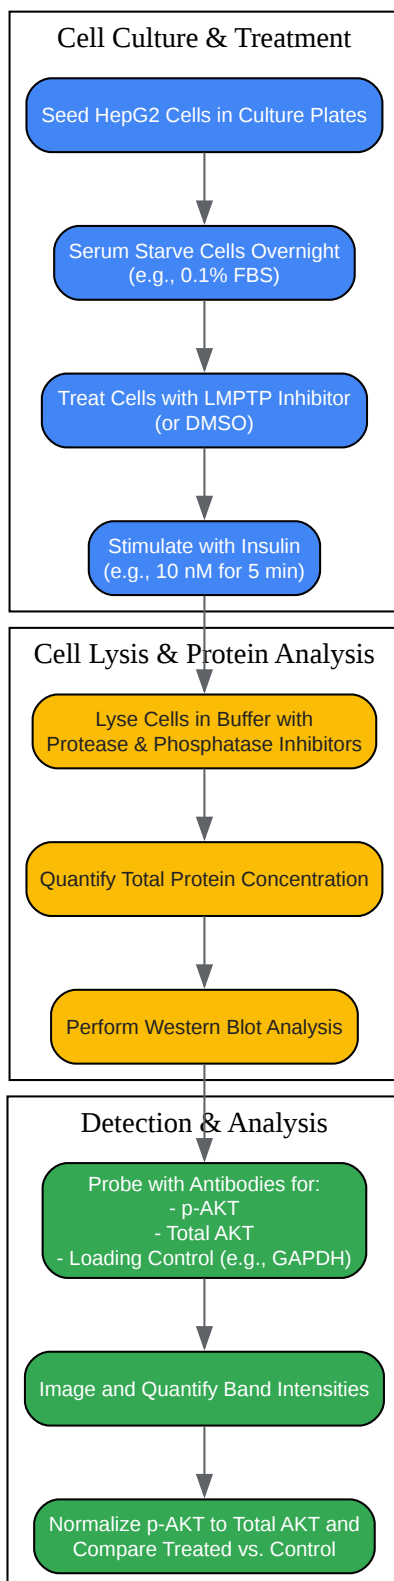 Cell Culture & Treatment
Seed HepG2 Cells in Culture Plates
Serum Starve Cells Overnight
(e.g., 0.1% FBS)
Treat Cells with LMPTP Inhibitor
(or DMSO)
Stimulate with Insulin
(e.g., 10 nM for 5 min)
Cell Lysis & Protein Analysis
Lyse Cells in Buffer with
Protease & Phosphatase Inhibitors
Quantify Total Protein Concentration
Perform Western Blot Analysis
Detection & Analysis
Probe with Antibodies for:
- p-AKT
- Total AKT
- Loading Control (e.g., GAPDH)
Image and Quantify Band Intensities
Normalize p-AKT to Total AKT and
Compare Treated vs. Control